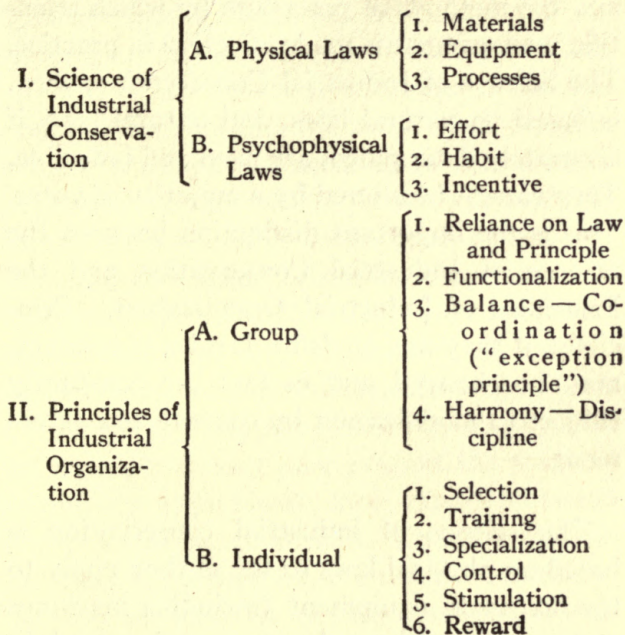 I. Science of
Industrial
Conserva-
tion
A. Physical Laws
1. Materials
2. Equipment
3. Processes
B. Psychophysical
Laws
1. Effort
2. Habit
3. Incentive
II. Principles of
Industrial
Organiza-
tion
A. Group
1. Reliance on Law
and Principle
2. Functionalization
3. Balance — Co-
ordination
("exception
principle")
4. Harmony — Dis-
cipline
B. Individual
1. Selection
2. Training
3. Specialization
4. Control
5. Stimulation
6. Reward